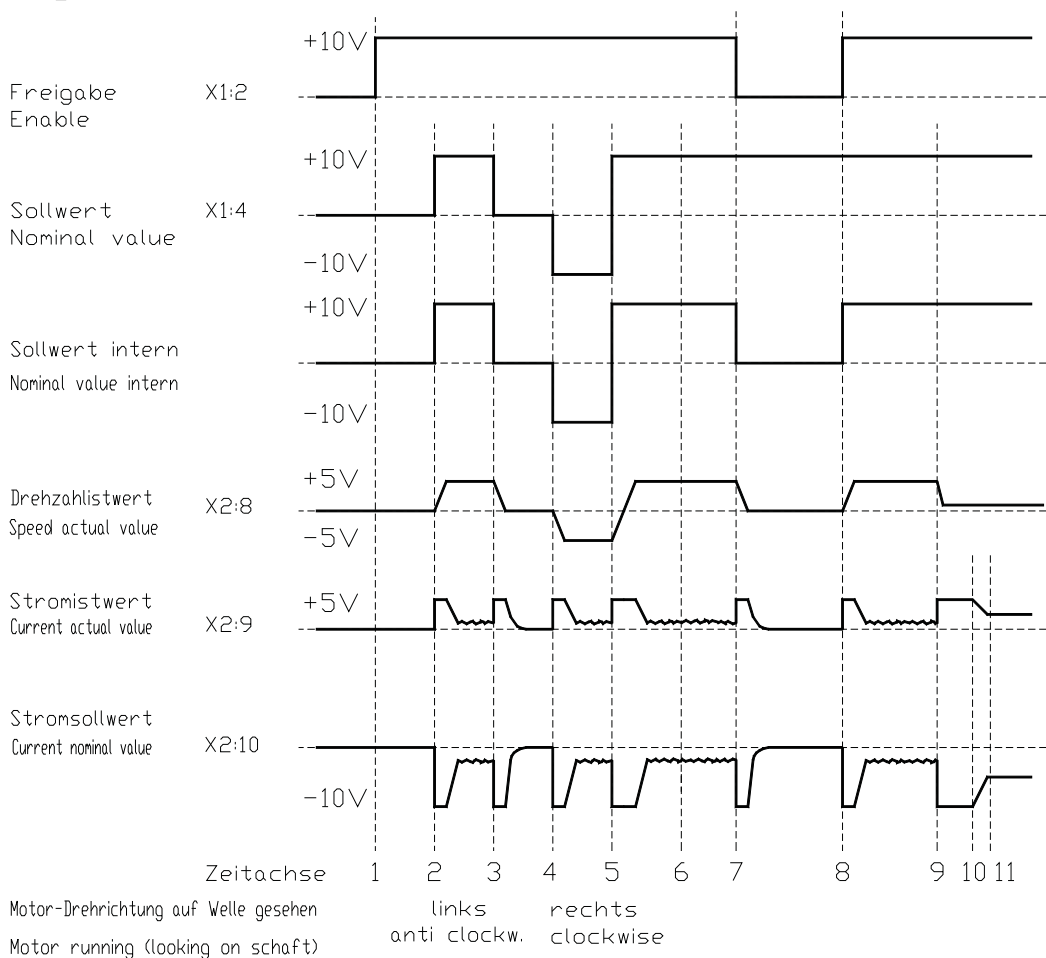 +10V
Freigabe X1:2
Enable
+10V
Sollwert X1:4
Nominal value
-10V
+10V
Sollwert intern
Nominal value intern
-10V
+5V
Drehzahlistwert X2:8
Speed actual value
-5V
Stromistwert +5V
Current actual value X2:9
Stromsollwert
Current nominal value X2:10
-10V
Zeitachse 1 2 3 4 5 6 7 8 9 10 11
Motor-Drehrichtung auf Welle gesehen links rechts
anti clockw. clockwise
Motor running (looking on schaft)